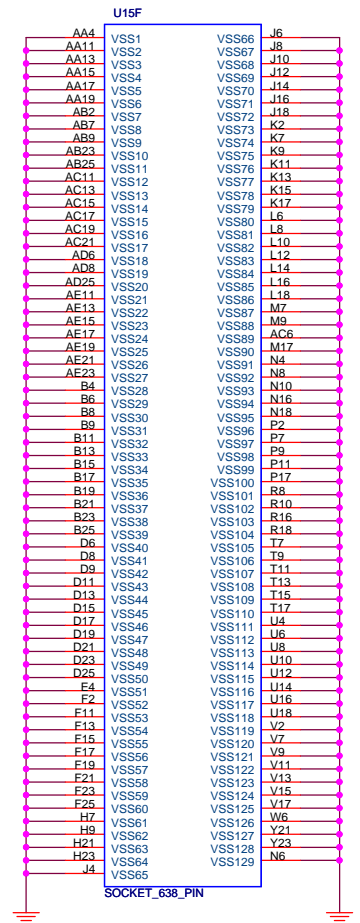 U15F
AA4 VSS1 VSS66 J6
AA11 VSS2 VSS67 J8
AA13 VSS3 VSS68 J10
AA15 VSS4 VSS69 J12
AA17 VSS5 VSS70 J14
AA19 VSS6 VSS71 J16
AB2 VSS7 VSS72 J18
AB7 VSS8 VSS73 K2
AB9 VSS9 VSS74 K7
AB23 VSS10 VSS75 K9
AB25 VSS11 VSS76 K11
AC11 VSS12 VSS77 K13
AC13 VSS13 VSS78 K15
AC15 VSS14 VSS79 K17
AC17 VSS15 VSS80 L6
AC19 VSS16 VSS81 L8
AC21 VSS17 VSS82 L10
AD6 VSS18 VSS83 L12
AD8 VSS19 VSS84 L14
AD25 VSS20 VSS85 L16
AE11 VSS21 VSS86 L18
AE13 VSS22 VSS87 M7
AE15 VSS23 VSS88 M9
AE17 VSS24 VSS89 AC6
AE19 VSS25 VSS90 M17
AE21 VSS26 VSS91 N4
AE23 VSS27 VSS92 N8
B4 VSS28 VSS93 N10
B6 VSS29 VSS94 N16
B8 VSS30 VSS95 N18
B9 VSS31 VSS96 P2
B11 VSS32 VSS97 P7
B13 VSS33 VSS98 P9
B15 VSS34 VSS99 P11
B17 VSS35 VSS100 P17
B19 VSS36 VSS101 R8
B21 VSS37 VSS102 R10
B23 VSS38 VSS103 R16
B25 VSS39 VSS104 R18
D6 VSS40 VSS105 T7
D8 VSS41 VSS106 T9
D9 VSS42 VSS107 T11
D11 VSS43 VSS108 T13
D13 VSS44 VSS109 T15
D15 VSS45 VSS110 T17
D17 VSS46 VSS111 U4
D19 VSS47 VSS112 U6
D21 VSS48 VSS113 U8
D23 VSS49 VSS114 U10
D25 VSS50 VSS115 U12
E4 VSS51 VSS116 U14
F2 VSS52 VSS117 U16
F11 VSS53 VSS118 U18
F13 VSS54 VSS119 V2
F15 VSS55 VSS120 V7
F17 VSS56 VSS121 V9
F19 VSS57 VSS122 V11
F21 VSS58 VSS123 V13
F23 VSS59 VSS124 V15
F25 VSS60 VSS125 V17
H7 VSS61 VSS126 W6
H9 VSS62 VSS127 Y21
H21 VSS63 VSS128 Y23
H23 VSS64 VSS129 N6
J4 VSS65
SOCKET_638_PIN